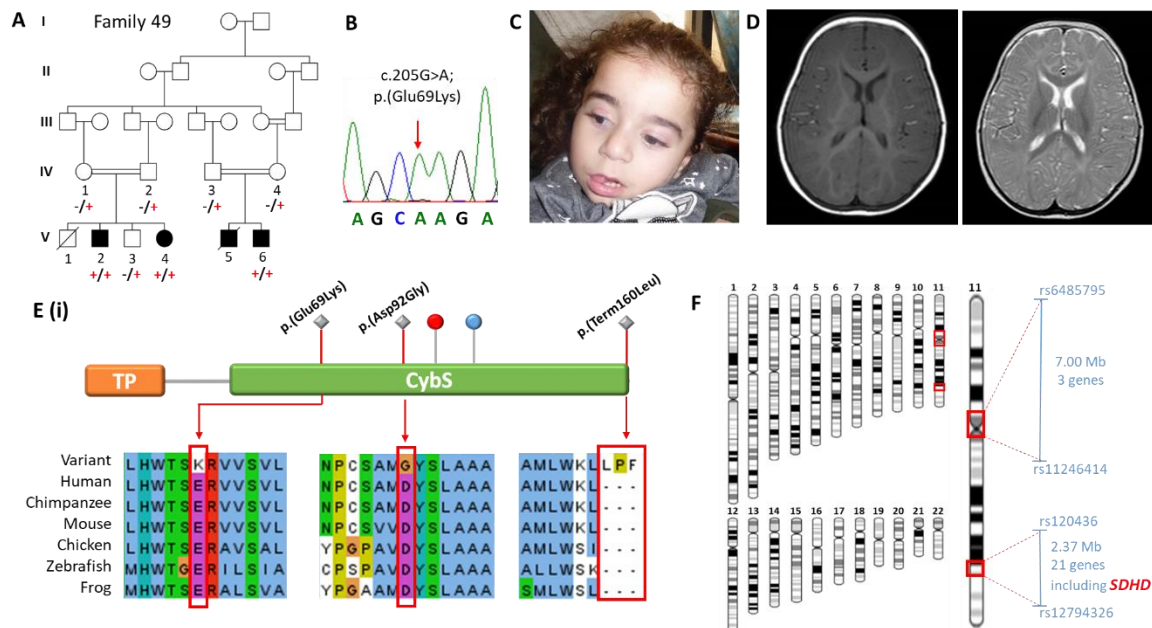 A
Family 49
I
II
III
IV
1
2
3
4
-/+
-/+
-/+
-/+
V
1
2
3
4
5
6
+/+
-/+
+/+
+/+
B
c.205G>A;
p.(Glu69Lys)
A G C A A G A
C
D
E (i)
p.(Glu69Lys)
p.(Asp92Gly)
p.(Term160Leu)
TP
CybS
Variant
Human
Chimpanzee
Mouse
Chicken
Zebrafish
Frog
LHWTSKRVVSVL
LHWTSERVVSVL
LHWTSERVVSVL
LHWTSERVVSVL
LHWTSERAVSAL
MHWTGERILSIA
LHWTSERALSVA
NPCSAMGYSLAAA
NPCSAMDYSLAAA
NPCSAMDYSLAAA
NPCSVVDYSLAAA
YPGPAVDYSLAAA
CPSPAVDYSLAAA
YPGAAMDYSLAAA
AMLWKLLPF
AMLWKL---
AMLWKL---
AMLWKL---
AMLWSI---
ALLWSK---
SMLWSL---
F
1 2 3 4 5 6 7 8 9 10 11
12 13 14 15 16 17 18 19 20 21 22
11
rs6485795
7.00 Mb
3 genes
rs11246414
rs120436
2.37 Mb
21 genes
including SDHD
rs12794326